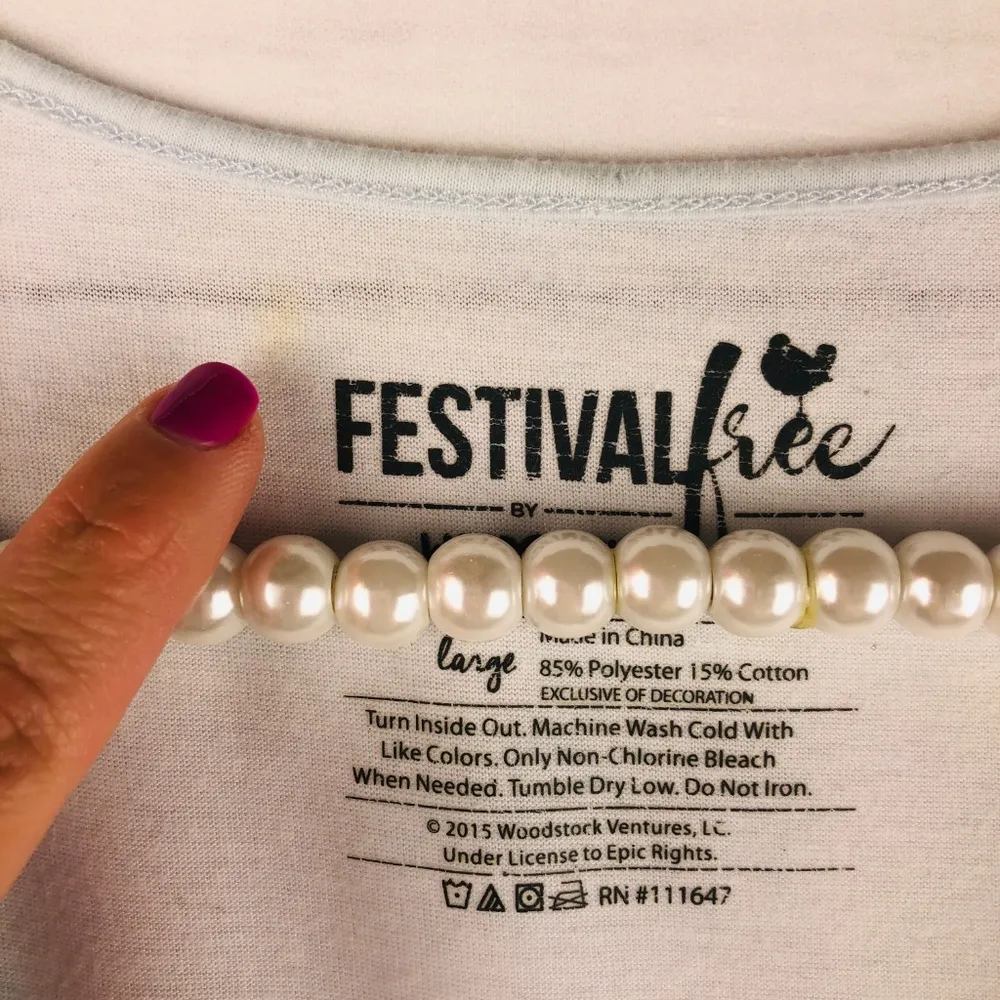 FESTIVAL free
BY
large
Made in China
85% Polyester 15% Cotton
EXCLUSIVE OF DECORATION
Turn Inside Out. Machine Wash Cold With
Like Colors. Only Non-Chlorine Bleach
When Needed. Tumble Dry Low. Do Not Iron.
© 2015 Woodstock Ventures, LC.
Under License to Epic Rights.
RN #111647